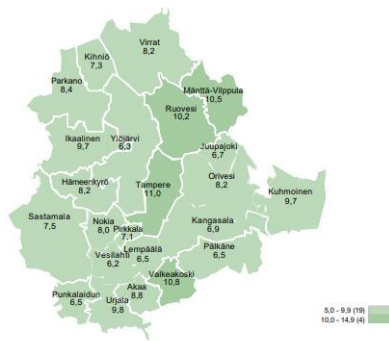 Virrat
8,2
Kihniö
7,3
Parkano
8,4
Mänttä-Vilppula
10,5
Ruovesi
10,2
Ikaalinen
9,7
Ylöjärvi
6,3
Juupajoki
6,7
Hämeenkyrö
8,2
Tampere
11,0
Orivesi
8,2
Kuhmoinen
9,7
Sastamala
7,5
Nokia
8,0
Pirkkala
7,1
Kangasala
6,9
Vesilahti
6,2
Lempäälä
6,5
Pälkäne
6,5
Valkeakoski
10,8
Punkalaidun
6,5
Urjala
9,8
Akaa
8,8
5,0 - 9,9 (19)
10,0 - 14,9 (4)